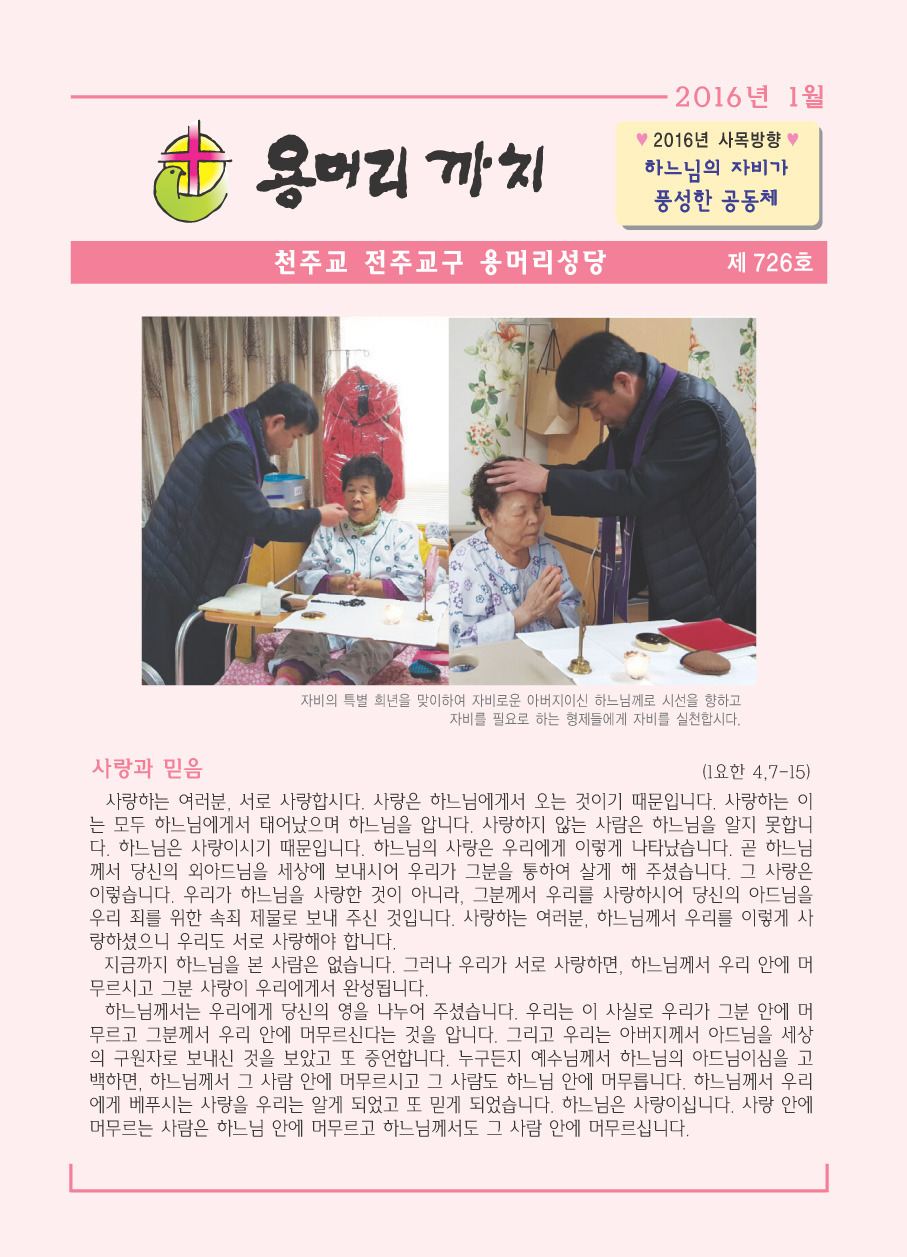 2016년 1월
용머리 까치
♥ 2016년 사목방향 ♥
하느님의 자비가
풍성한 공동체
천주교 전주교구 용머리성당
제 726호
자비의 특별 희년을 맞이하여 자비로운 아버지이신 하느님께로 시선을 향하고
자비를 필요로 하는 형제들에게 자비를 실천합시다.
사랑과 믿음
(1요한 4,7-15)
사랑하는 여러분, 서로 사랑합시다. 사랑은 하느님에게서 오는 것이기 때문입니다. 사랑하는 이
는 모두 하느님에게서 태어났으며 하느님을 압니다. 사랑하지 않는 사람은 하느님을 알지 못합니
다. 하느님은 사랑이시기 때문입니다. 하느님의 사랑은 우리에게 이렇게 나타났습니다. 곧 하느님
께서 당신의 외아드님을 세상에 보내시어 우리가 그분을 통하여 살게 해 주셨습니다. 그 사랑은
이렇습니다. 우리가 하느님을 사랑한 것이 아니라, 그분께서 우리를 사랑하시어 당신의 아드님을
우리 죄를 위한 속죄 제물로 보내 주신 것입니다. 사랑하는 여러분, 하느님께서 우리를 이렇게 사
랑하셨으니 우리도 서로 사랑해야 합니다.
지금까지 하느님을 본 사람은 없습니다. 그러나 우리가 서로 사랑하면, 하느님께서 우리 안에 머
무르시고 그분 사랑이 우리에게서 완성됩니다.
하느님께서는 우리에게 당신의 영을 나누어 주셨습니다. 우리는 이 사실로 우리가 그분 안에 머
무르고 그분께서 우리 안에 머무르신다는 것을 압니다. 그리고 우리는 아버지께서 아드님을 세상
의 구원자로 보내신 것을 보았고 또 증언합니다. 누구든지 예수님께서 하느님의 아드님이심을 고
백하면, 하느님께서 그 사람 안에 머무르시고 그 사람도 하느님 안에 머무릅니다. 하느님께서 우리
에게 베푸시는 사랑을 우리는 알게 되었고 또 믿게 되었습니다. 하느님은 사랑이십니다. 사랑 안에
머무르는 사람은 하느님 안에 머무르고 하느님께서도 그 사람 안에 머무르십니다.